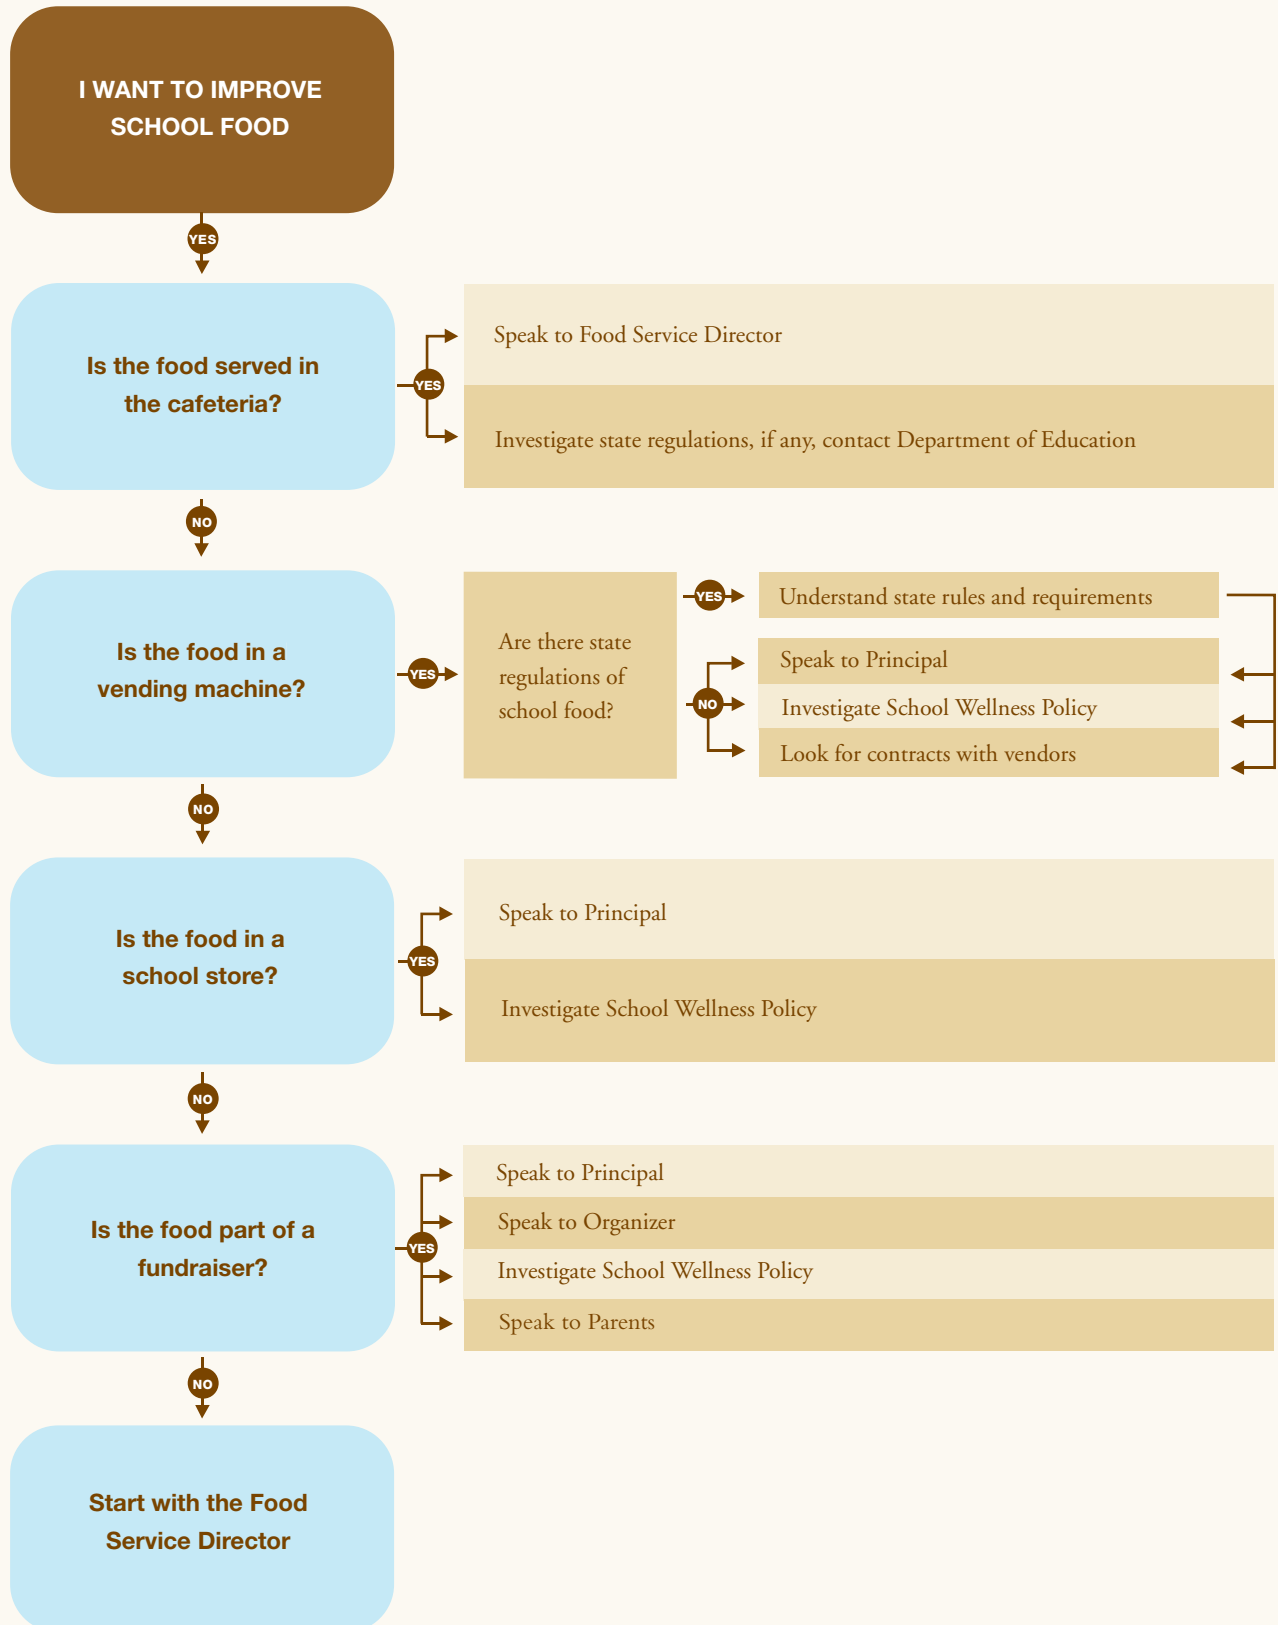 I WANT TO IMPROVE
SCHOOL FOOD
YES
Is the food served in
the cafeteria?
YES
Speak to Food Service Director
Investigate state regulations, if any, contact Department of Education
NO
Is the food in a
vending machine?
YES
Are there state
regulations of
school food?
YES
Understand state rules and requirements
NO
Speak to Principal
Investigate School Wellness Policy
Look for contracts with vendors
NO
Is the food in a
school store?
YES
Speak to Principal
Investigate School Wellness Policy
NO
Is the food part of a
fundraiser?
YES
Speak to Principal
Speak to Organizer
Investigate School Wellness Policy
Speak to Parents
NO
Start with the Food
Service Director